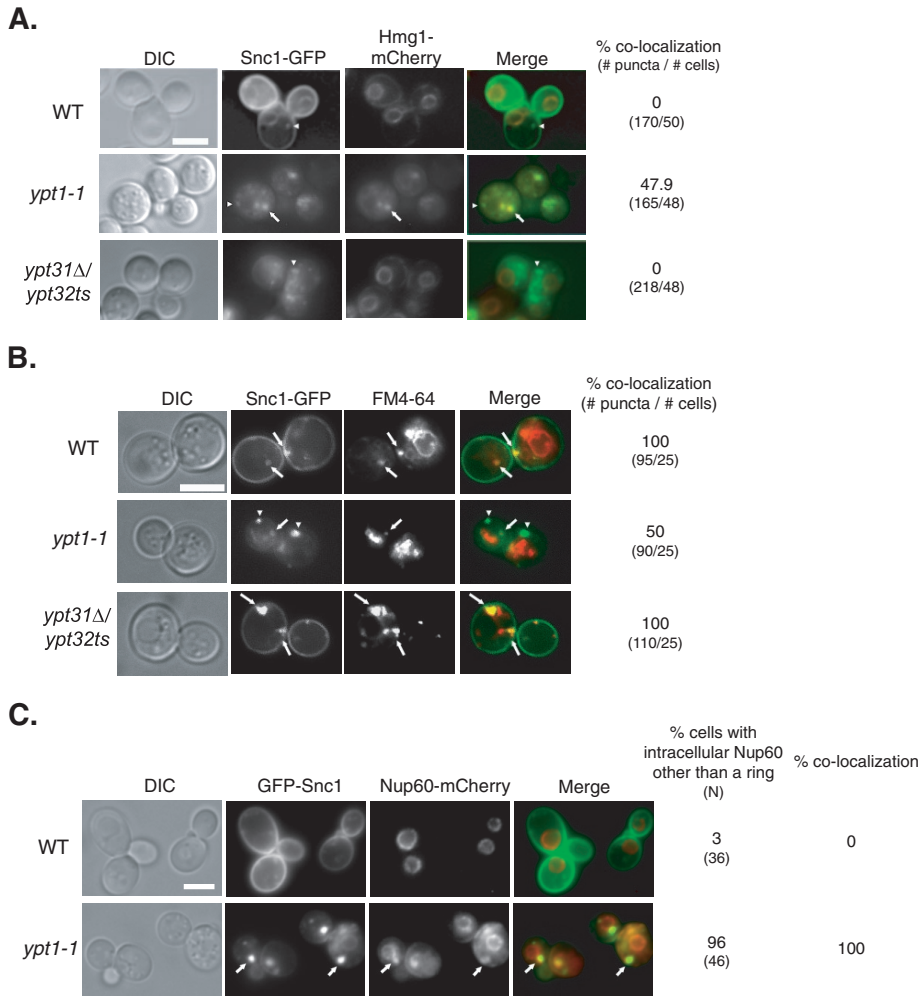 A.
DIC Snc1-GFP Hmg1-mCherry Merge % co-localization
(# puncta / # cells)
WT 0
(170/50)
ypt1-1 47.9
(165/48)
ypt31Δ/
ypt32ts 0
(218/48)
B.
DIC Snc1-GFP FM4-64 Merge % co-localization
(# puncta / # cells)
WT 100
(95/25)
ypt1-1 50
(90/25)
ypt31Δ/
ypt32ts 100
(110/25)
C.
DIC GFP-Snc1 Nup60-mCherry Merge % cells with
intracellular Nup60
other than a ring
(N) % co-localization
WT 3
(36) 0
ypt1-1 96
(46) 100